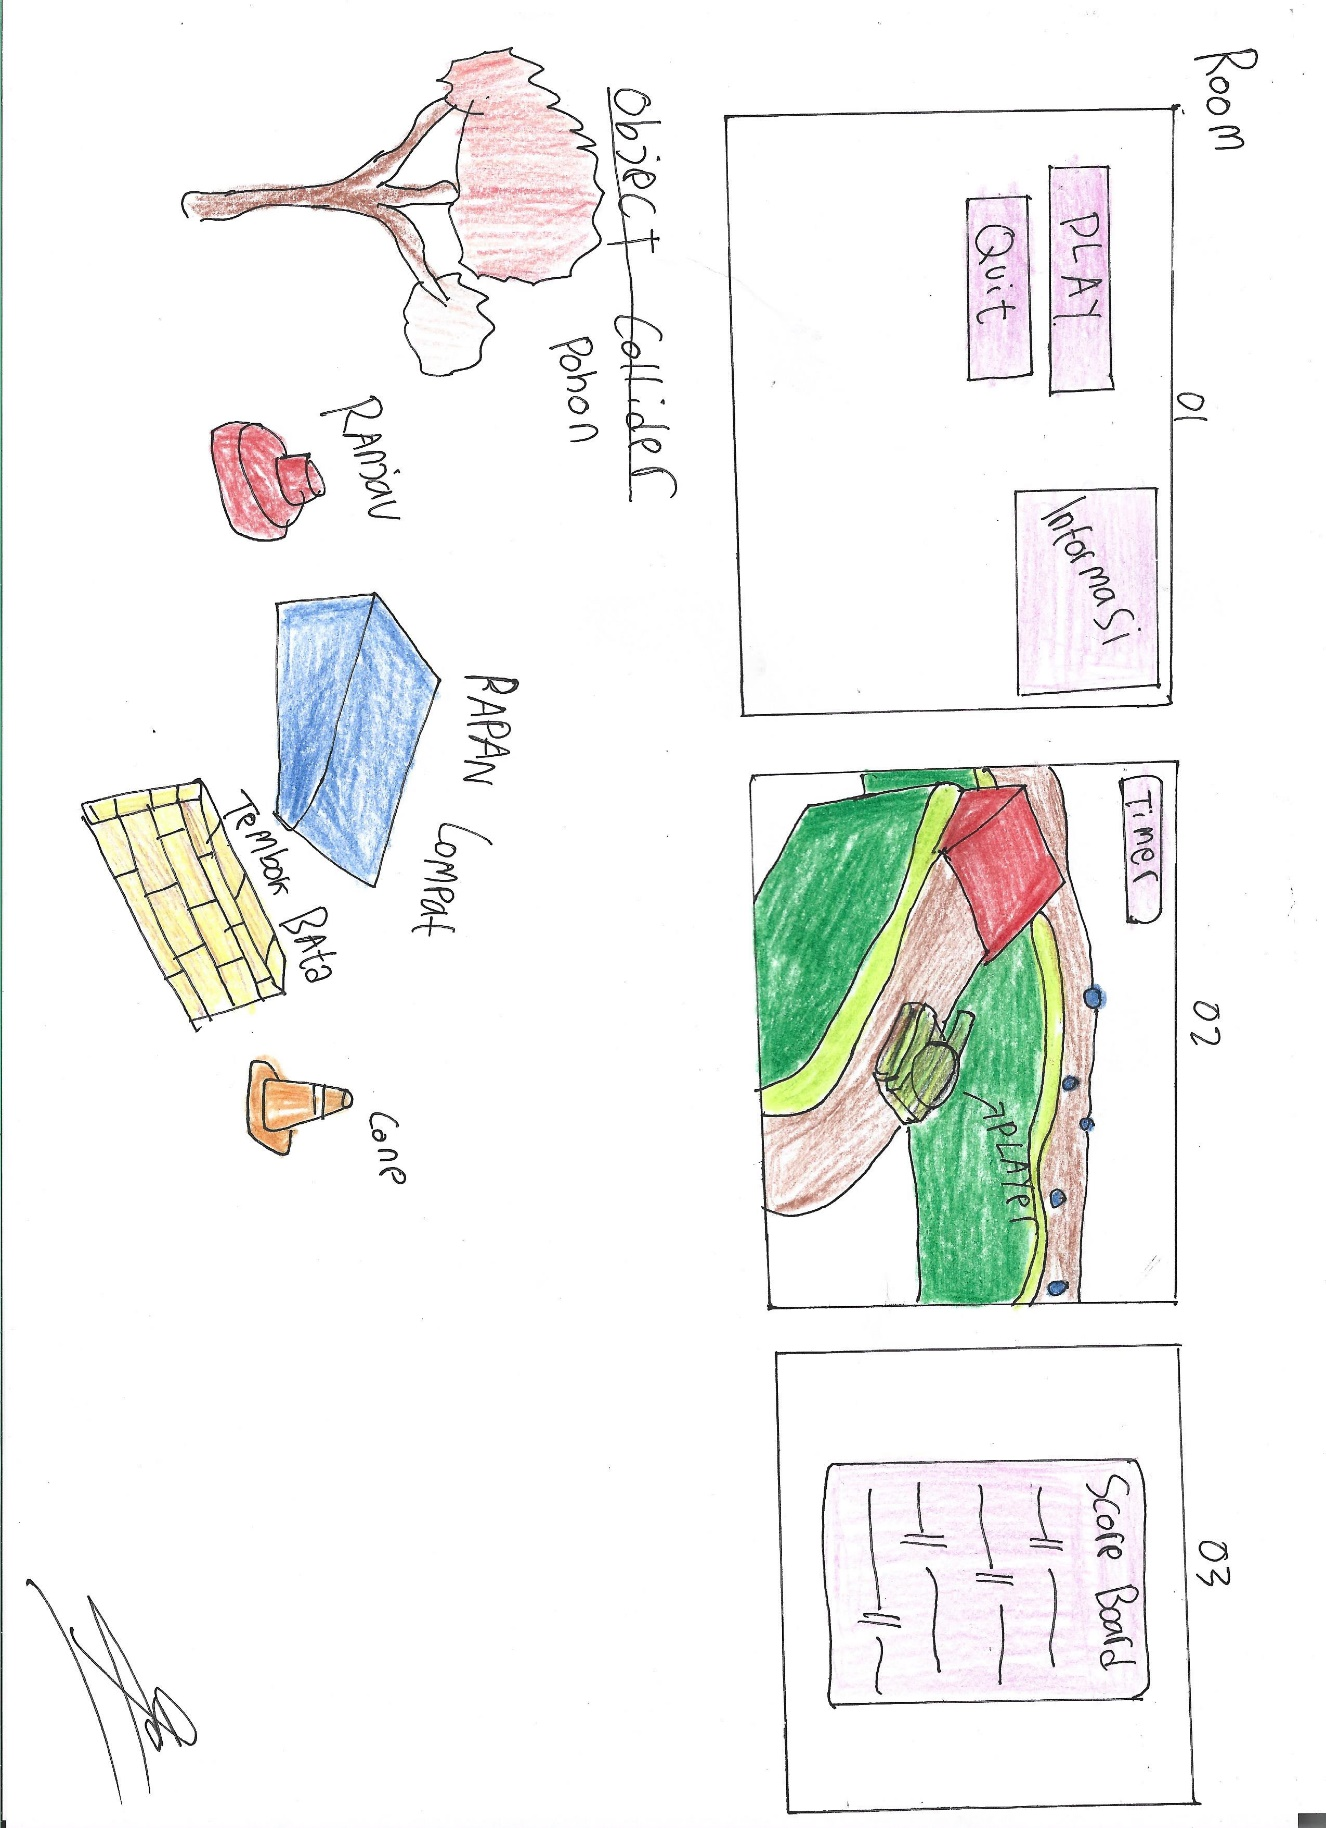 Room
01
02
03
PLAY
Quit
Informasi
Timer
PLAYer
Score Board
Object Collider
Pohon
RANJAU
PAPAN LOMPAt
Tembok BAta
Cone